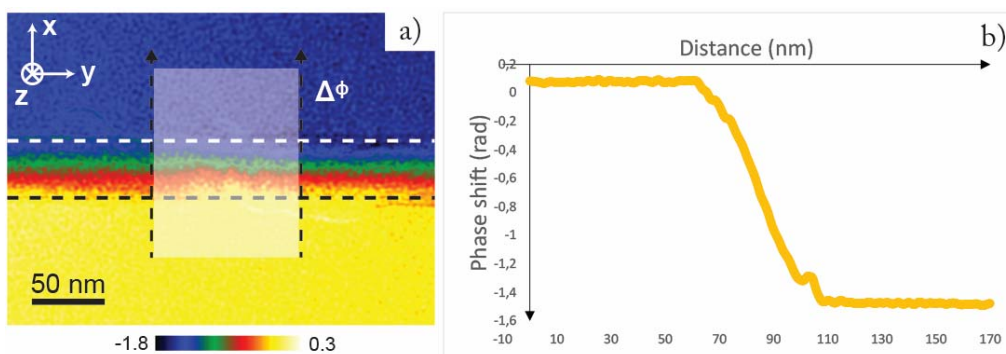 a)
x
y
z
Δϕ
50 nm
-1.8 0.3
b)
Distance (nm)
Phase shift (rad)
0,2
0
-0,2
-0,4
-0,6
-0,8
-1
-1,2
-1,4
-1,6
-10 10 30 50 70 90 110 130 150 170